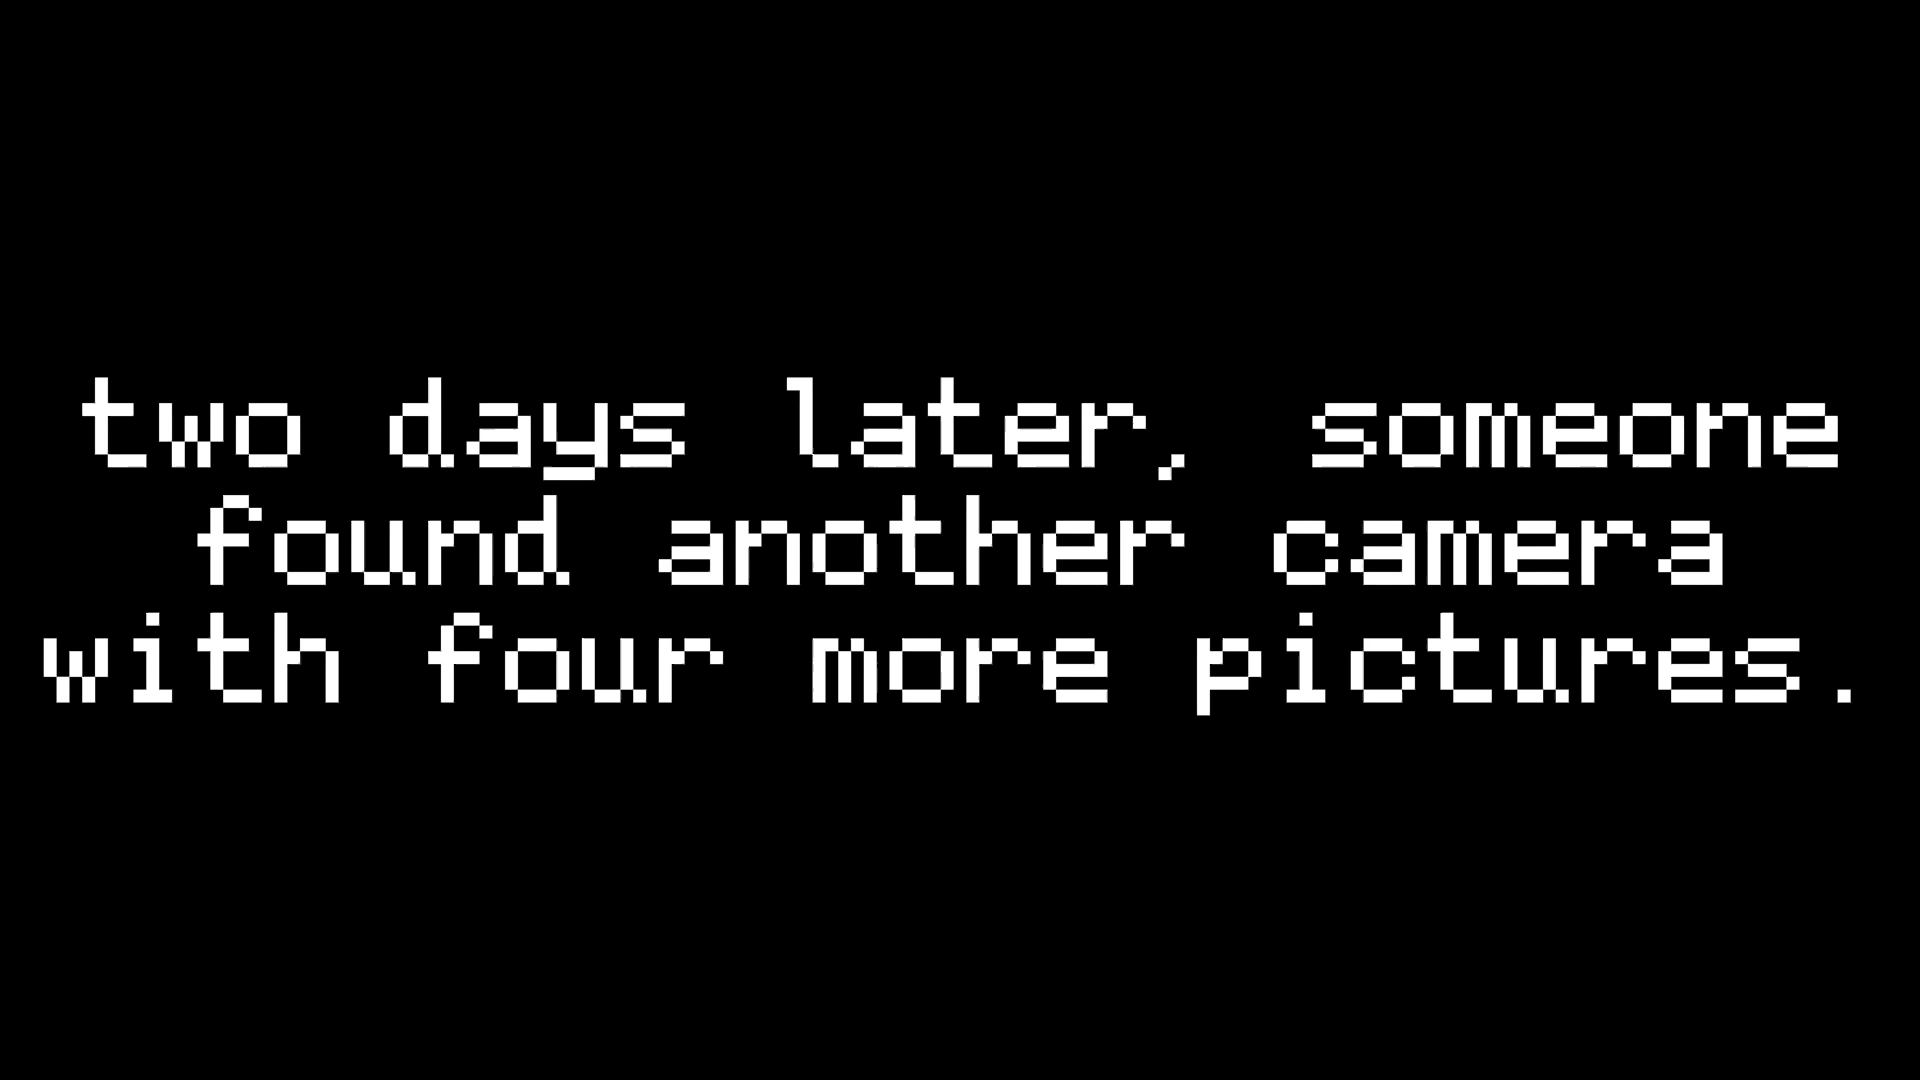 two days later, someone
found another camera
with four more pictures.